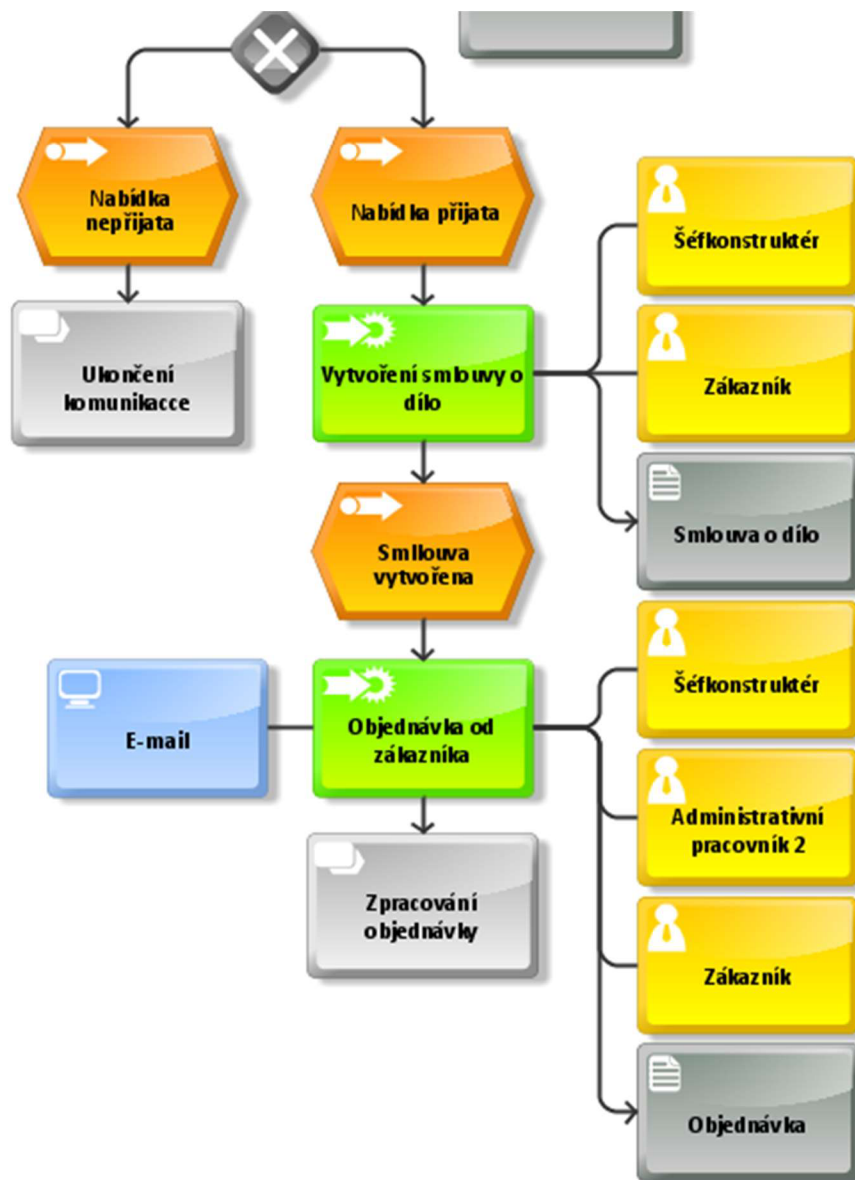 Nabídka
nepřijata
Nabídka přijata
Šéfkonstruktér
Ukončení
komunikacce
Vytvoření smlouvy o
dílo
Zákazník
Smllouva
vytvořena
Smlouva o dílo
Šéfkonstruktér
E-mail
Objednávka od
zákazníka
Administrativní
pracovník 2
Zpracování
objednávky
Zákazník
Objednávka